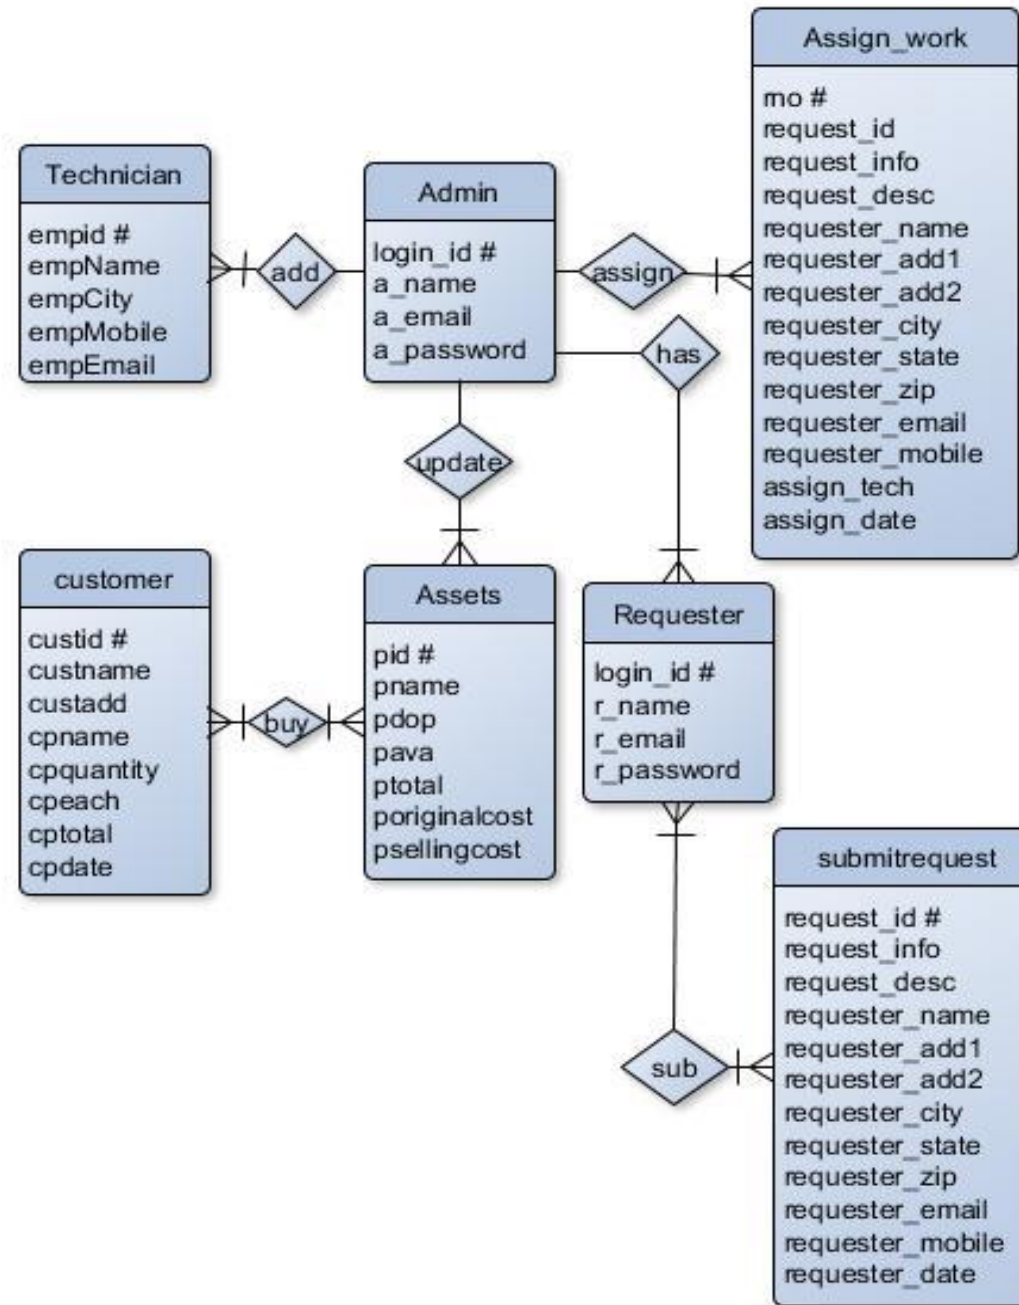 Assign_work
rno #
request_id
request_info
request_desc
requester_name
requester_add1
requester_add2
requester_city
requester_state
requester_zip
requester_email
requester_mobile
assign_tech
assign_date
Technician
empid #
empName
empCity
empMobile
empEmail
add
Admin
login_id #
a_name
a_email
a_password
assign
has
update
customer
custid #
custname
custadd
cpname
cpquantity
cpeach
cptotal
cpdate
buy
Assets
pid #
pname
pdop
pava
ptotal
poriginalcost
psellingcost
Requester
login_id #
r_name
r_email
r_password
sub
submitrequest
request_id #
request_info
request_desc
requester_name
requester_add1
requester_add2
requester_city
requester_state
requester_zip
requester_email
requester_mobile
requester_date